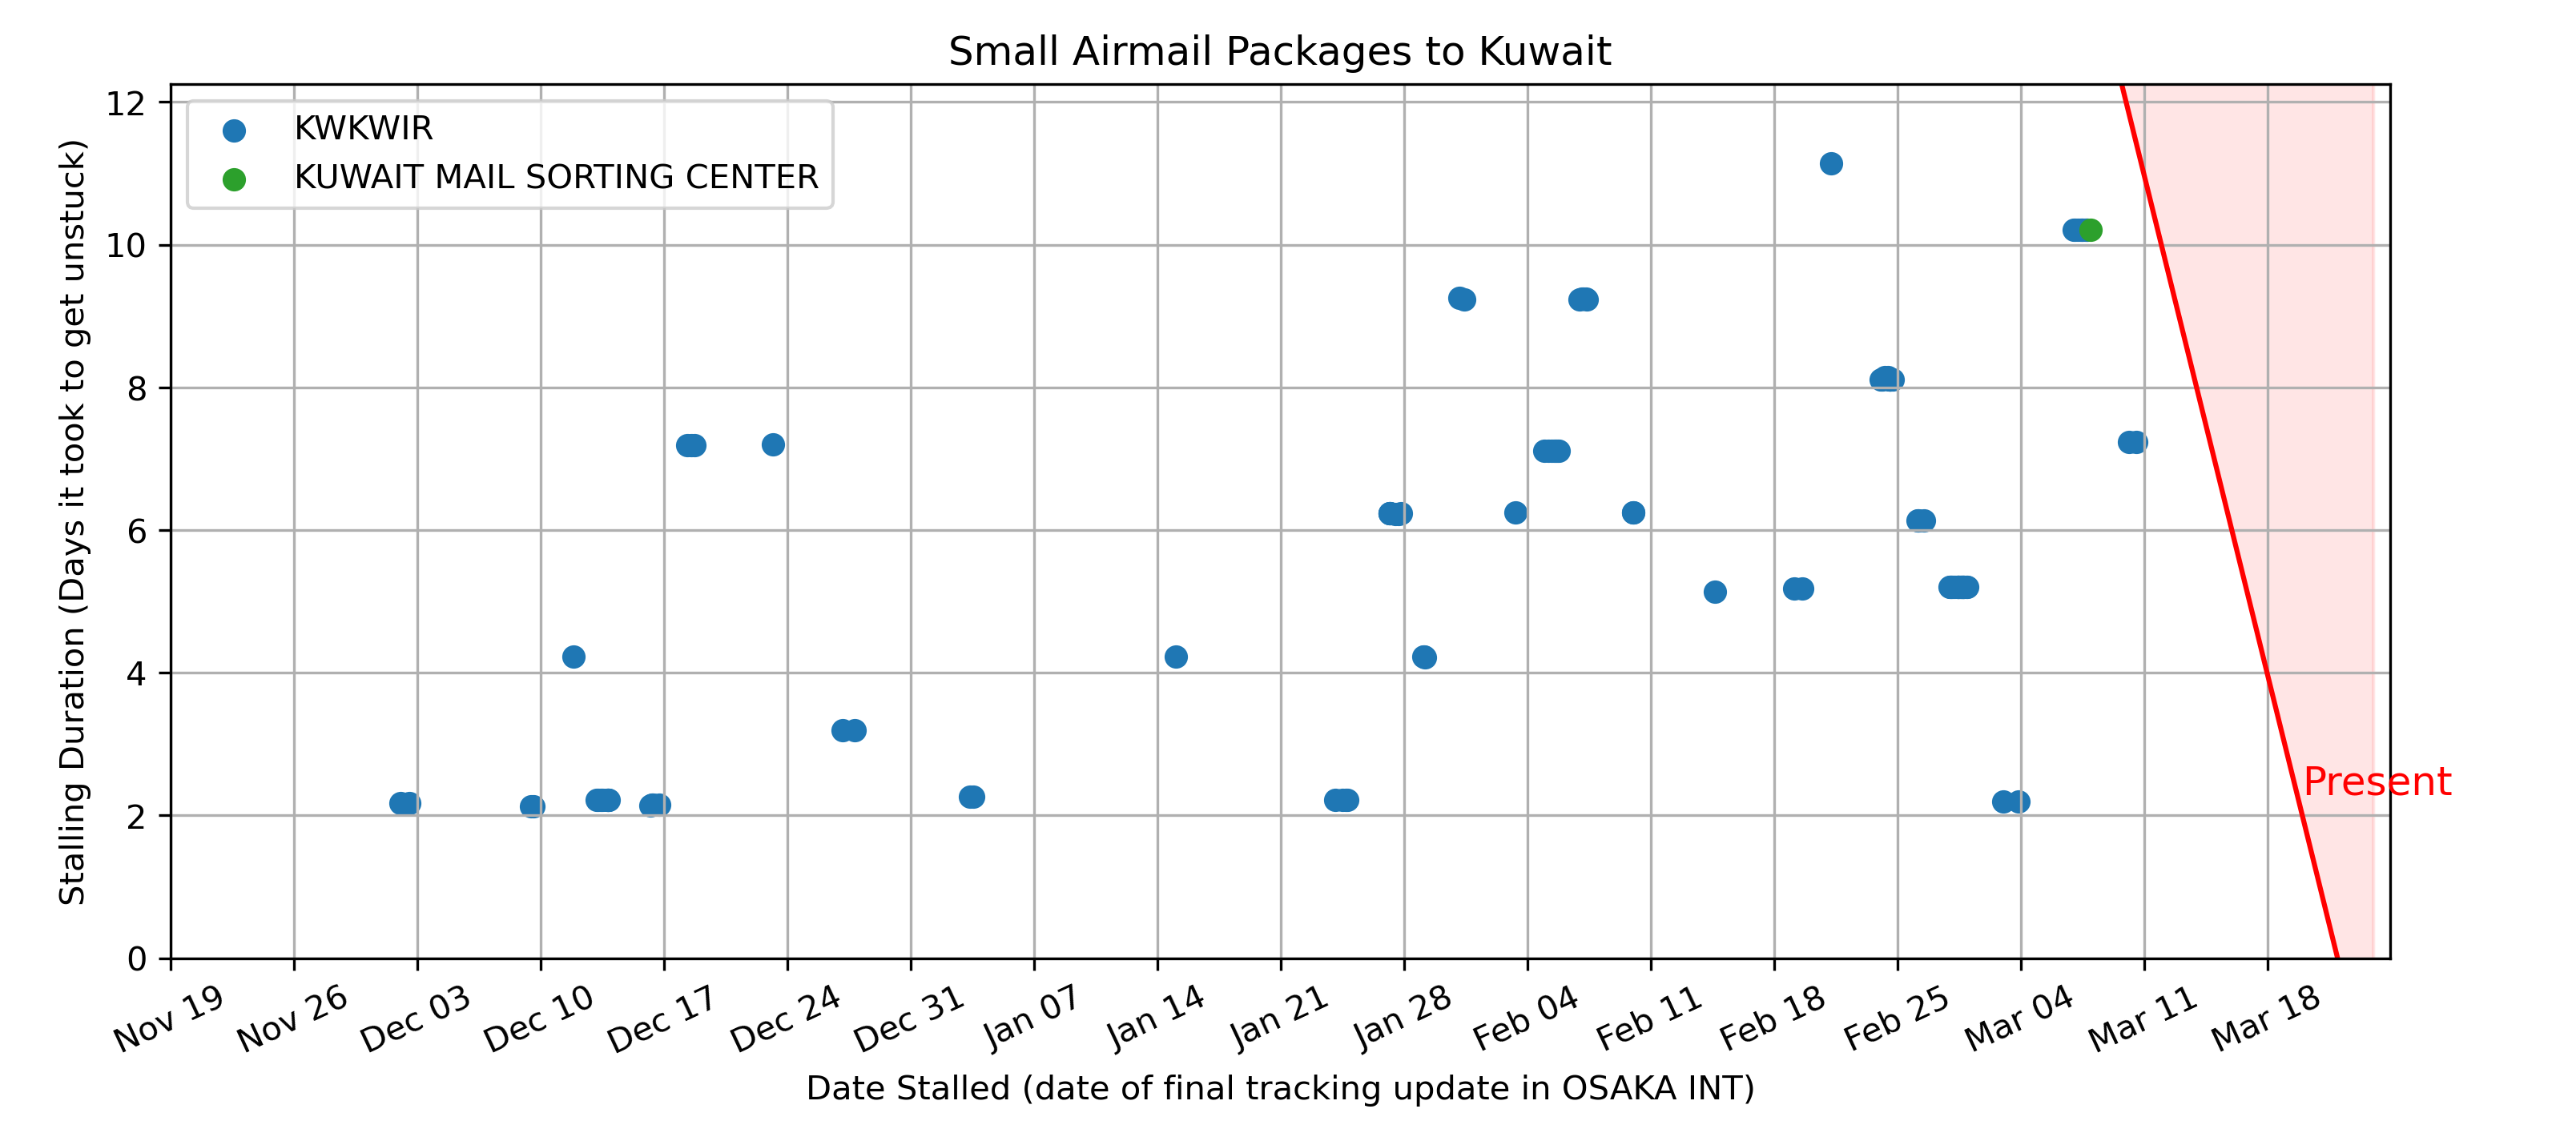 Small Airmail Packages to Kuwait
KWKWIR
KUWAIT MAIL SORTING CENTER
Stalling Duration (Days it took to get unstuck)
12
10
8
6
4
2
0
Present
Nov 19
Nov 26
Dec 03
Dec 10
Dec 17
Dec 24
Dec 31
Jan 07
Jan 14
Jan 21
Jan 28
Feb 04
Feb 11
Feb 18
Feb 25
Mar 04
Mar 11
Mar 18
Date Stalled (date of final tracking update in OSAKA INT)